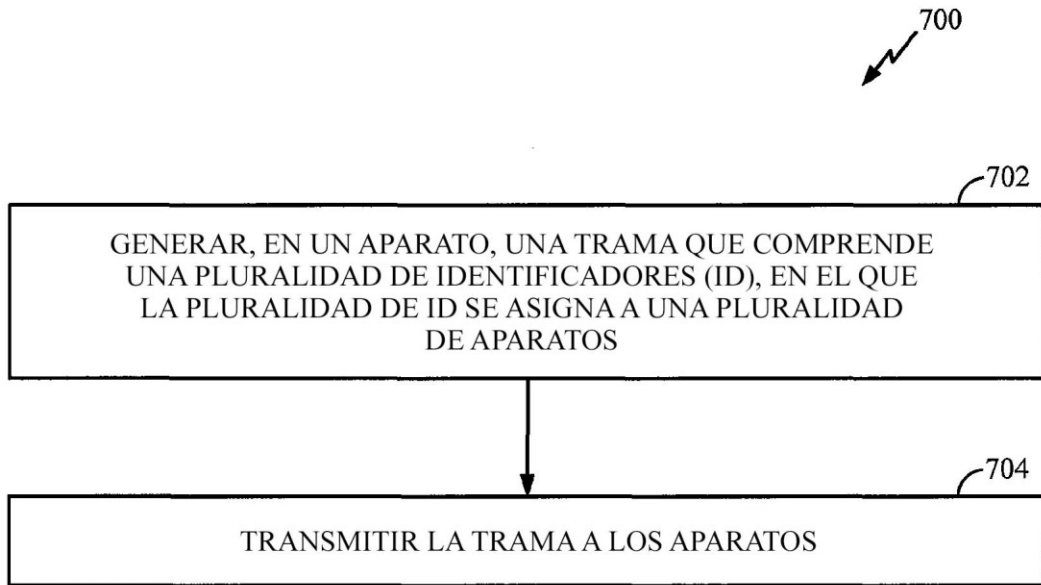 700
702
GENERAR, EN UN APARATO, UNA TRAMA QUE COMPRENDE
UNA PLURALIDAD DE IDENTIFICADORES (ID), EN EL QUE
LA PLURALIDAD DE ID SE ASIGNA A UNA PLURALIDAD
DE APARATOS
704
TRANSMITIR LA TRAMA A LOS APARATOS